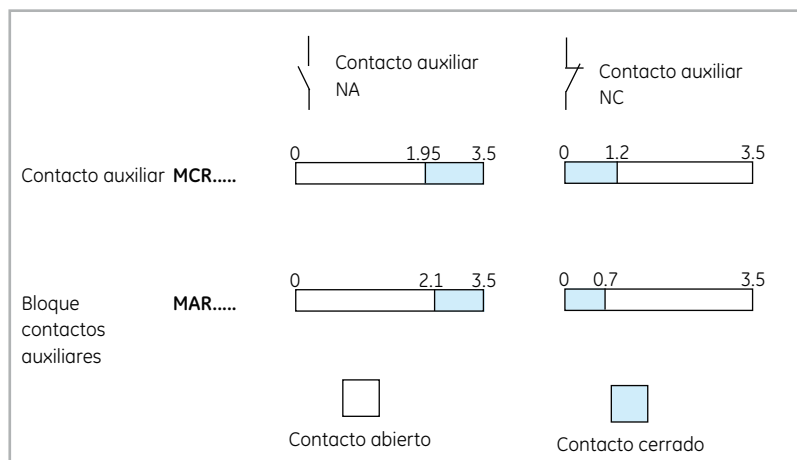 Contacto auxiliar
NA
Contacto auxiliar
NC
0 1.95 3.5
0 1.2 3.5
Contacto auxiliar MCR.....
0 2.1 3.5
0 0.7 3.5
Bloque MAR.....
contactos
auxiliares
Contacto abierto
Contacto cerrado